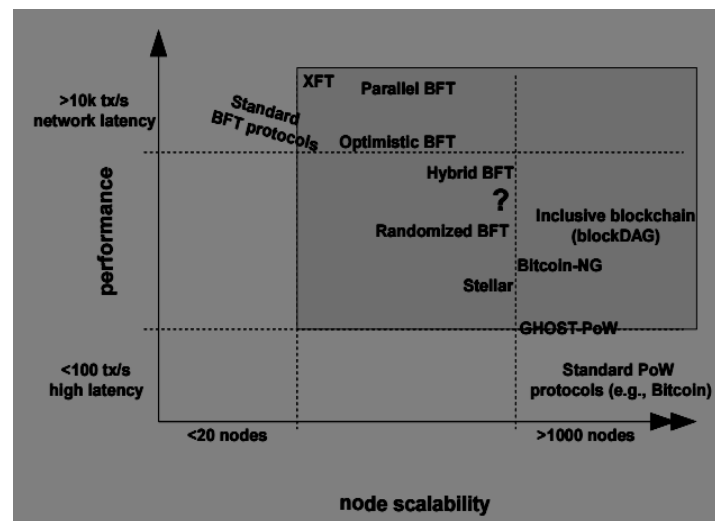 >10k tx/s
network latency
Standard
BFT protocols
XFT
Parallel BFT
Optimistic BFT
Hybrid BFT
?
Randomized BFT
Inclusive blockchain
(blockDAG)
Bitcoin-NG
Stellar
GHOST-PoW
performance
<100 tx/s
high latency
Standard PoW
protocols (e.g., Bitcoin)
<20 nodes
>1000 nodes
node scalability